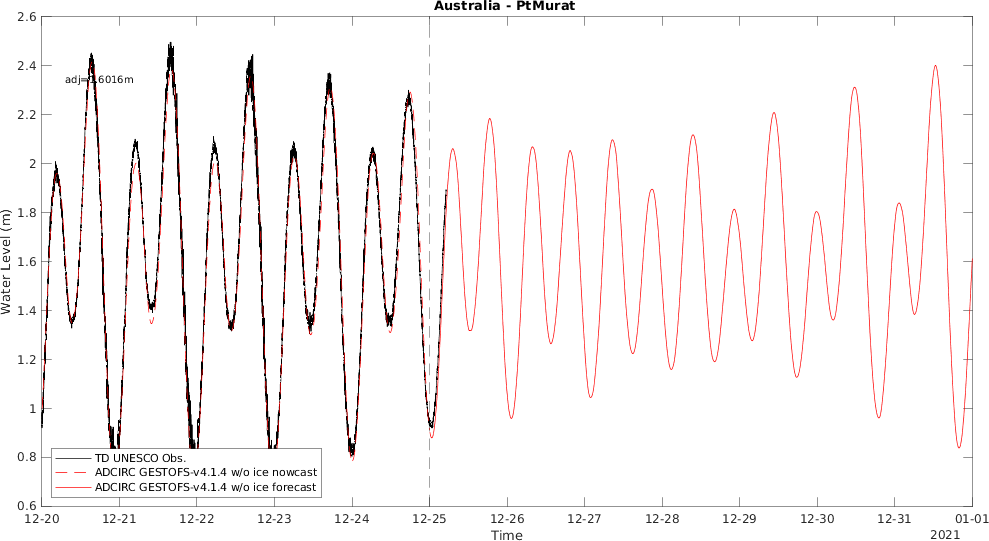 Australia - PtMurat
2.6
2.4
2.2
2
1.8
1.6
1.4
1.2
1
0.8
0.6
Water Level (m)
TD UNESCO Obs.
ADCIRC GESTOFS-v4.1.4 w/o ice nowcast
ADCIRC GESTOFS-v4.1.4 w/o ice forecast
12-20 12-21 12-22 12-23 12-24 12-25 12-26 12-27 12-28 12-29 12-30 12-31 01-01
Time
2021